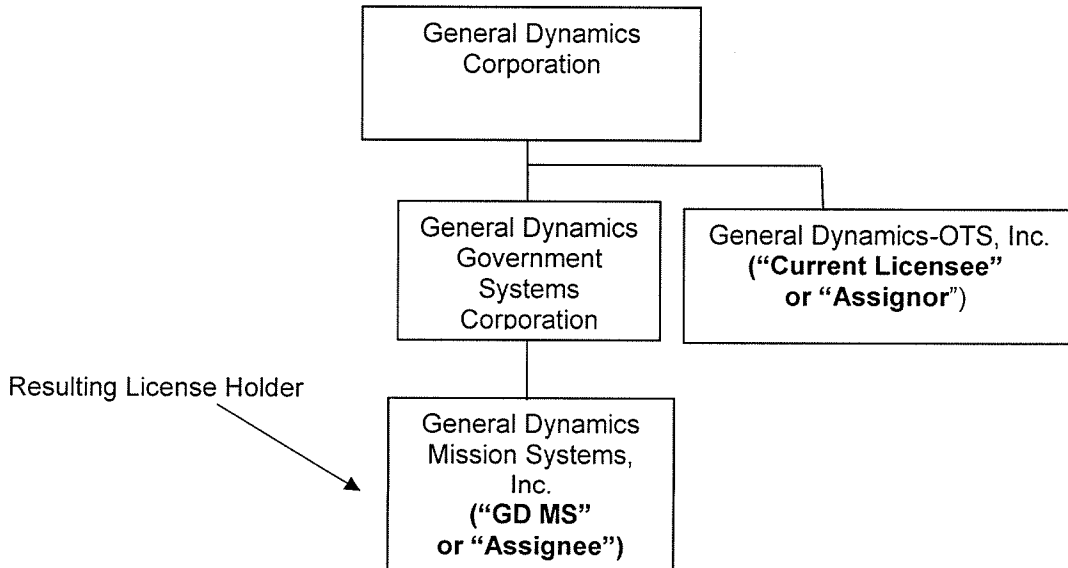 General Dynamics
Corporation
General Dynamics
Government
Systems
Corporation
General Dynamics-OTS, Inc.
(“Current Licensee”
or “Assignor”)
Resulting License Holder
General Dynamics
Mission Systems,
Inc.
(“GD MS”
or “Assignee”)